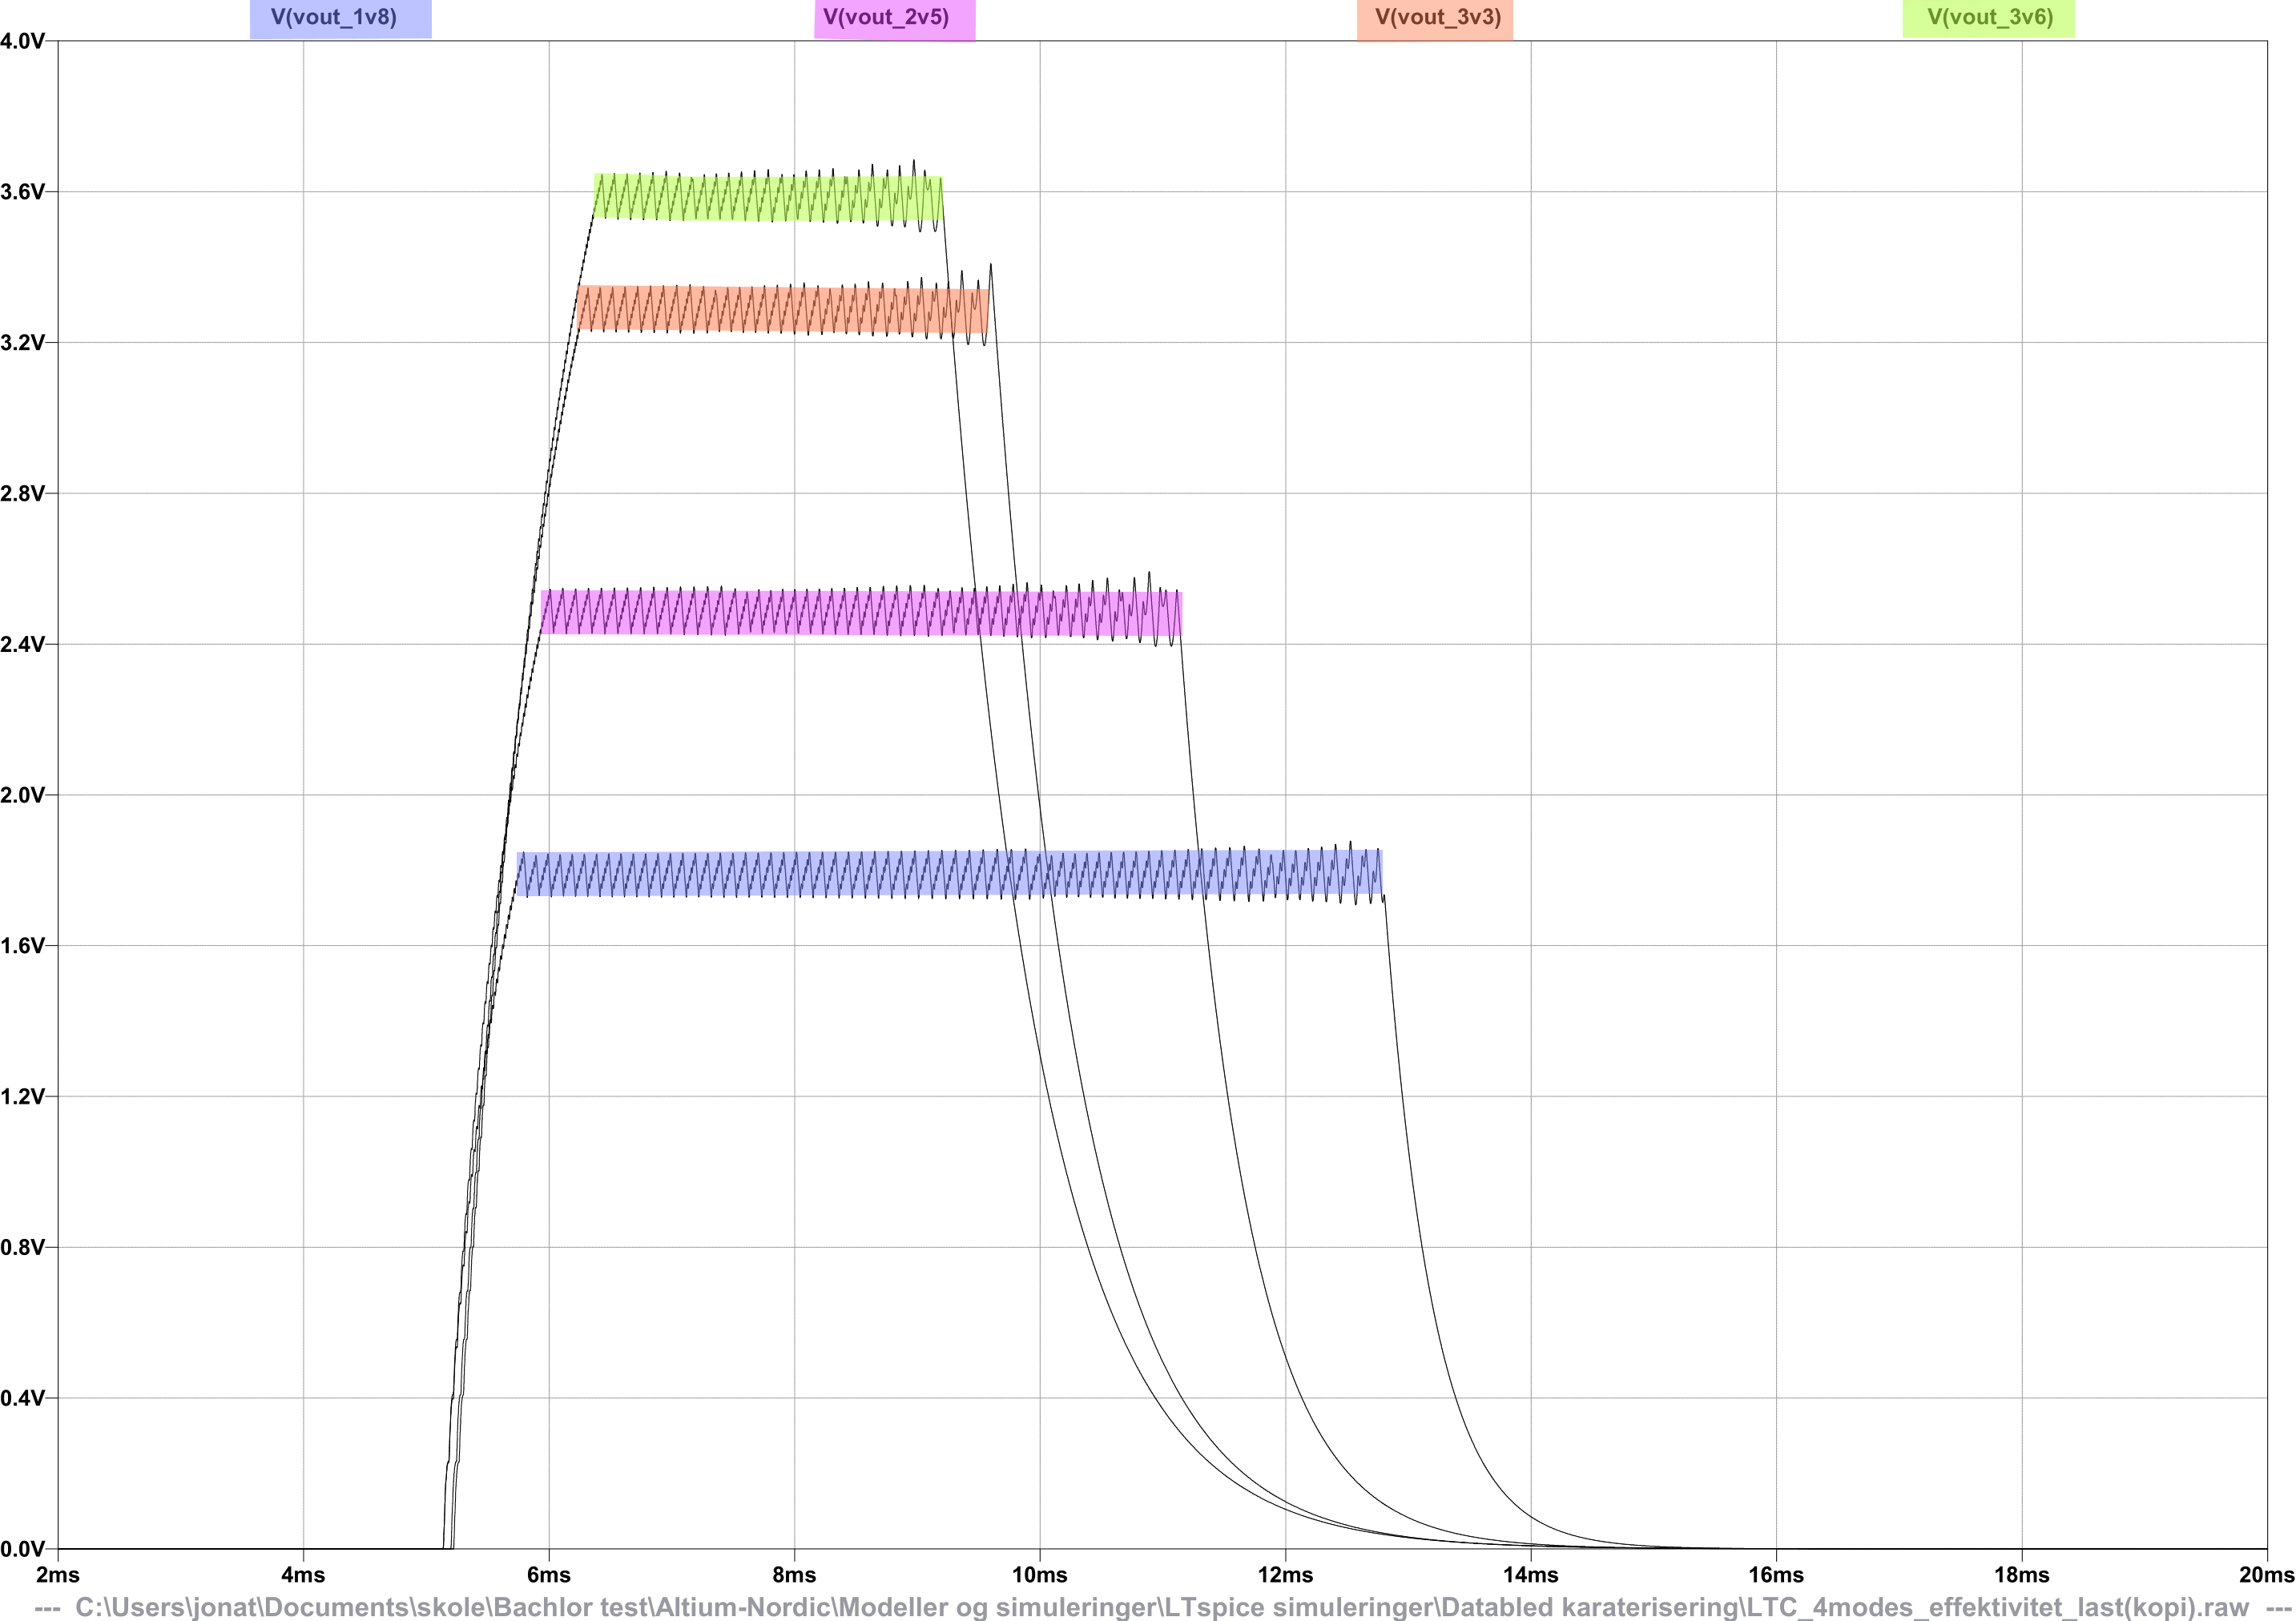 V(vout_1v8) V(vout_2v5) V(vout_3v3) V(vout_3v6)
4.0V
3.6V
3.2V
2.8V
2.4V
2.0V
1.6V
1.2V
0.8V
0.4V
0.0V
2ms 4ms 6ms 8ms 10ms 12ms 14ms 16ms 18ms 20ms
--- C:\Users\jonat\Documents\skole\Bachlor test\Altium-Nordic\Modeller og simuleringer\LTspice simuleringer\Databled karaterisering\LTC_4modes_effektivitet_last(kopi).raw ---